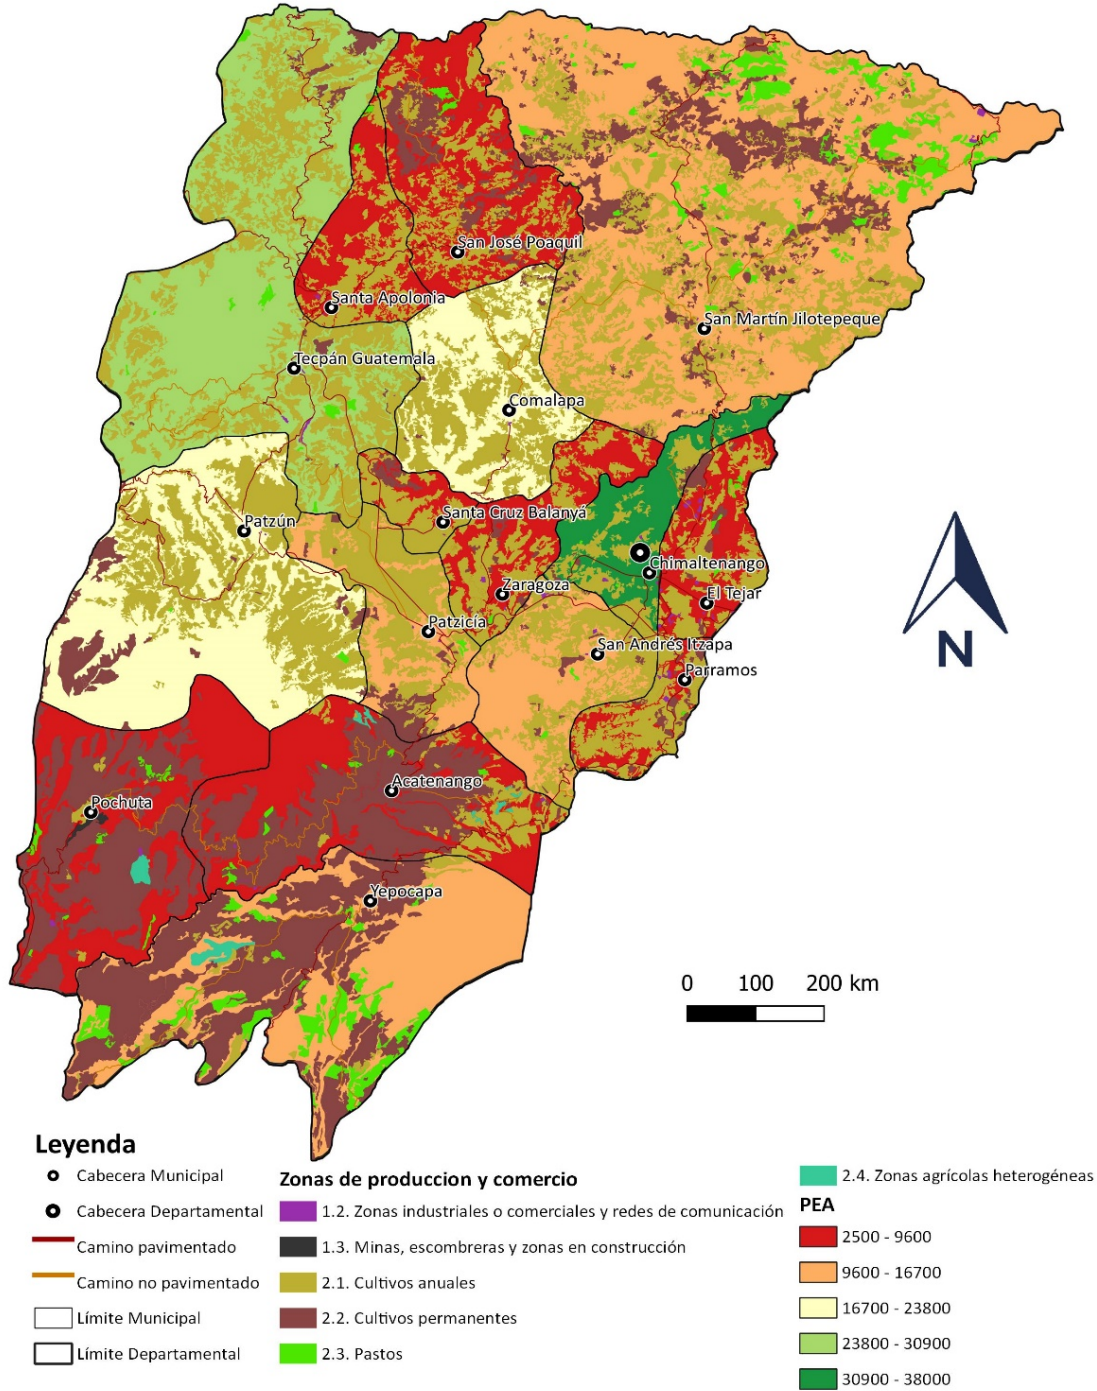 San José Poaquil
Santa Apolonia
San Martín Jilotepeque
Tecpán Guatemala
Comalapa
Santa Cruz Balanyá
Patzún
Chimaltenango
Zaragoza
El Tejar
Patzicía
San Andrés Itzapa
Parramos
Acatenango
Pochuta
Yepocapa
N
0 100 200 km
Leyenda
Cabecera Municipal
Cabecera Departamental
Camino pavimentado
Camino no pavimentado
Límite Municipal
Límite Departamental
Zonas de produccion y comercio
1.2. Zonas industriales o comerciales y redes de comunicación
1.3. Minas, escombreras y zonas en construcción
2.1. Cultivos anuales
2.2. Cultivos permanentes
2.3. Pastos
2.4. Zonas agrícolas heterogéneas
PEA
2500 - 9600
9600 - 16700
16700 - 23800
23800 - 30900
30900 - 38000